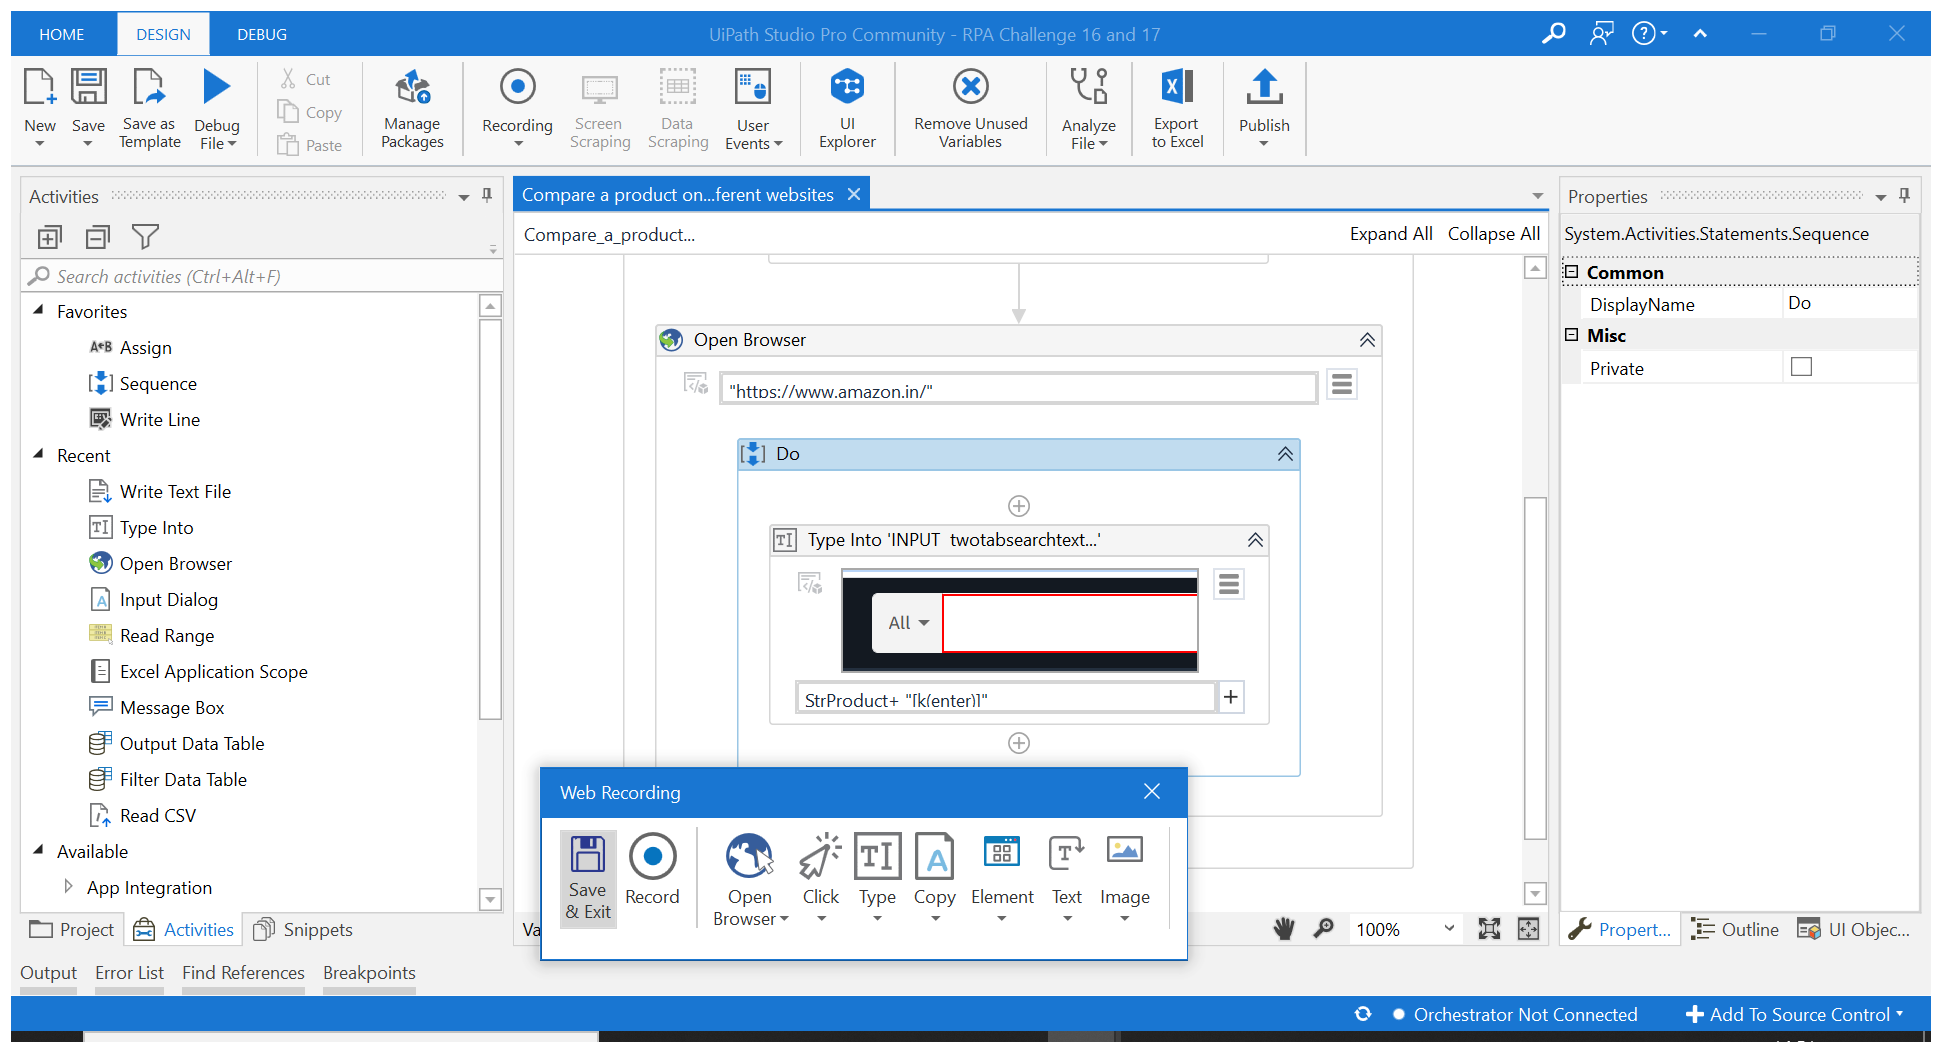 HOME DESIGN DEBUG UiPath Studio Pro Community - RPA Challenge 16 and 17
New Save Save as Template Debug File Cut Copy Paste Manage Packages Recording Screen Scraping Data Scraping User Events UI Explorer Remove Unused Variables Analyze File Export to Excel Publish
Activities
Search activities (Ctrl+Alt+F)
Favorites
A+B Assign
Sequence
Write Line
Recent
Write Text File
Type Into
Open Browser
Input Dialog
Read Range
Excel Application Scope
Message Box
Output Data Table
Filter Data Table
Read CSV
Available
App Integration
Project Activities Snippets
Compare a product on...ferent websites
Compare_a_product... Expand All Collapse All
Open Browser
"https://www.amazon.in/"
Do
Type Into 'INPUT twotabsearchtext...'
All
StrProduct+ "[k(enter)]"
Web Recording
Save & Exit Record Open Browser Click Type Copy Element Text Image
Va 100%
Properties
System.Activities.Statements.Sequence
Common
DisplayName Do
Misc
Private
Propert... Outline UI Objec...
Output Error List Find References Breakpoints
Orchestrator Not Connected Add To Source Control